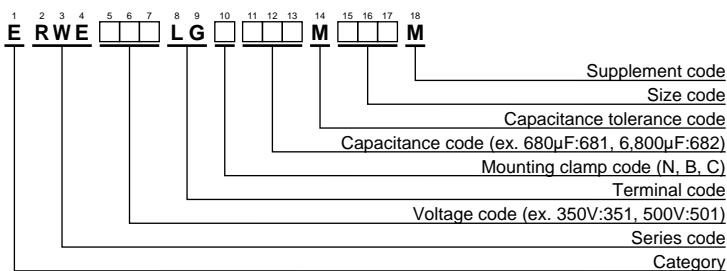 1 2 3 4 5 6 7 8 9 10 11 12 13 14 15 16 17 18
E R W E □ □ □ L G □ □ □ □ M □ □ □ M
Supplement code
Size code
Capacitance tolerance code
Capacitance code (ex. 680μF:681, 6,800μF:682)
Mounting clamp code (N, B, C)
Terminal code
Voltage code (ex. 350V:351, 500V:501)
Series code
Category